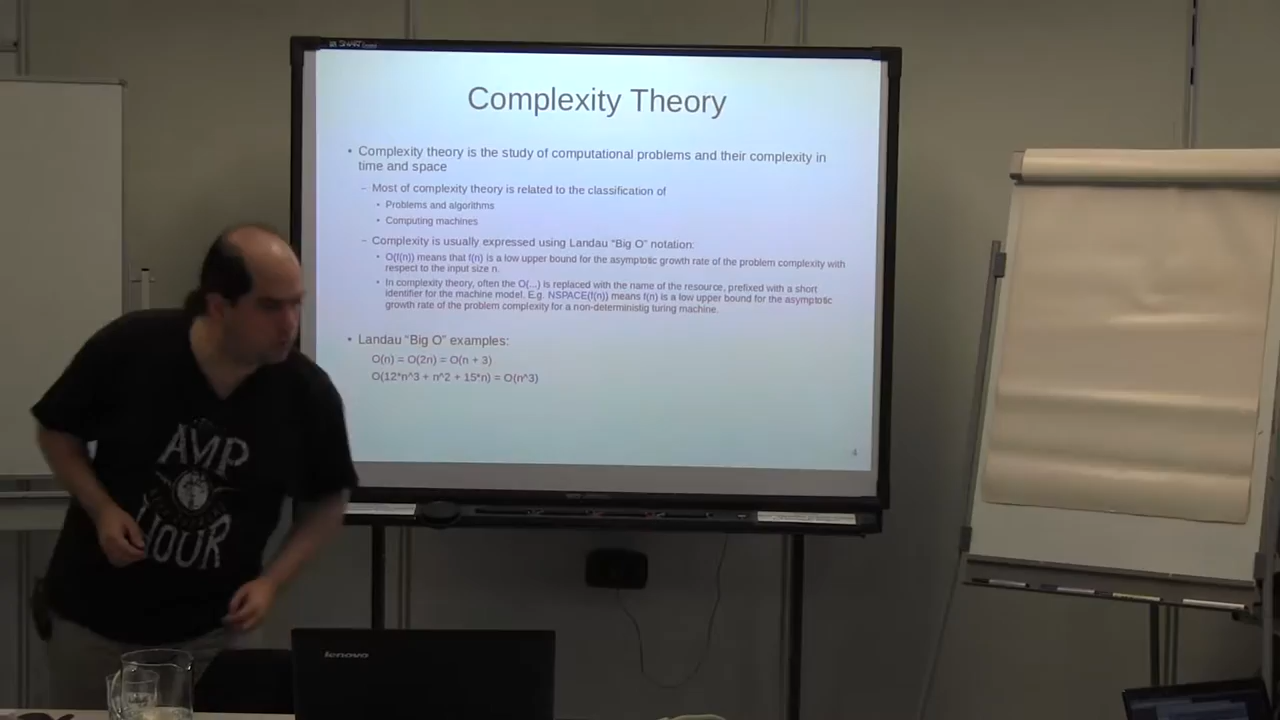 SMART Board
Complexity Theory
• Complexity theory is the study of computational problems and their complexity in
time and space
– Most of complexity theory is related to the classification of
• Problems and algorithms
• Computing machines
– Complexity is usually expressed using Landau "Big O" notation:
• O(f(n)) means that f(n) is a low upper bound for the asymptotic growth rate of the problem complexity with
respect to the input size n.
• In complexity theory, often the O(...) is replaced with the name of the resource, prefixed with a short
identifier for the machine model. E.g. NSPACE(f(n)) means f(n) is a low upper bound for the asymptotic
growth rate of the problem complexity for a non-deterministig turing machine.
• Landau "Big O" examples:
O(n) = O(2n) = O(n + 3)
O(12*n^3 + n^2 + 15*n) = O(n^3)
4
AMP
HOUR
lenovo